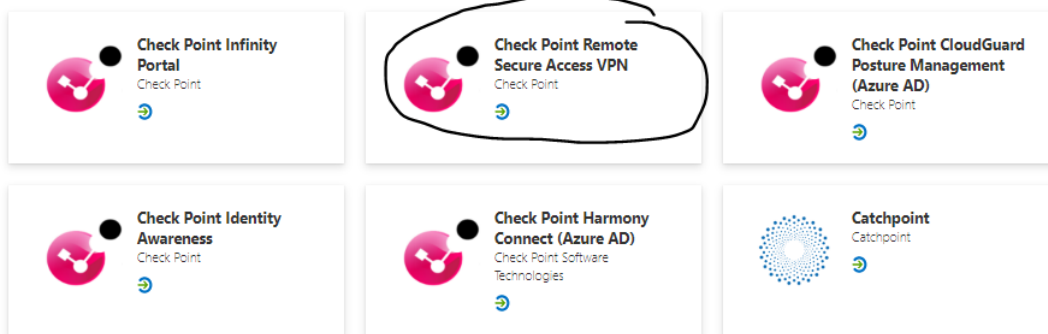 Check Point Infinity
Portal
Check Point
Check Point Remote
Secure Access VPN
Check Point
Check Point CloudGuard
Posture Management
(Azure AD)
Check Point
Check Point Identity
Awareness
Check Point
Check Point Harmony
Connect (Azure AD)
Check Point Software
Technologies
Catchpoint
Catchpoint